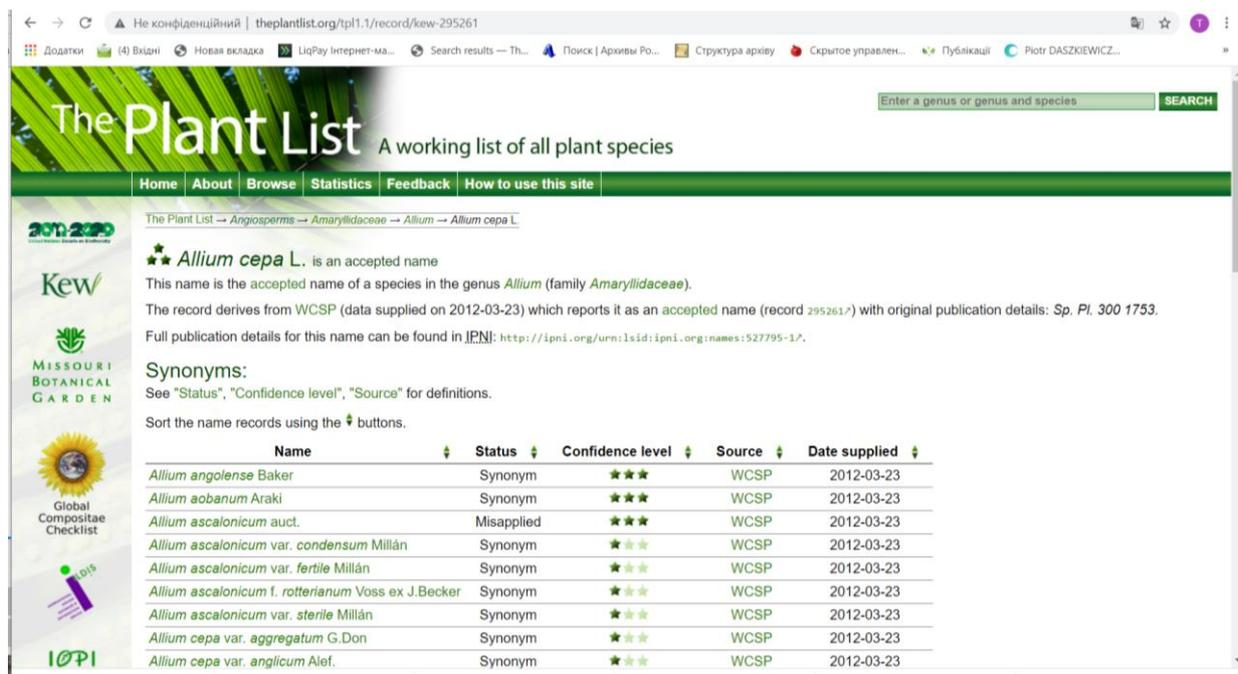 Не конфіденційний | theplantlist.org/tpl1.1/record/kew-295261
T
Додатки (4) Вхідні Новая вкладка LiqPay Інтернет-ма... Search results — Th... Поиск | Архивы Ро... Структура архіву Скрытое управлен... Публікації Piotr DASZKIEWICZ... »
The Plant List A working list of all plant species
Enter a genus or genus and species SEARCH
Home About Browse Statistics Feedback How to use this site
2011-2020
Kew
MISSOURI
BOTANICAL
GARDEN
Global
Compositae
Checklist
ILDIS
IOPI
The Plant List → Angiosperms → Amaryllidaceae → Allium → Allium cepa L.
Allium cepa L. is an accepted name
This name is the accepted name of a species in the genus Allium (family Amaryllidaceae).
The record derives from WCSP (data supplied on 2012-03-23) which reports it as an accepted name (record 295261) with original publication details: Sp. Pl. 300 1753.
Full publication details for this name can be found in IPNI: http://ipni.org/urn:lsid:ipni.org:names:527795-1.
Synonyms:
See "Status", "Confidence level", "Source" for definitions.
Sort the name records using the buttons.
Name Status Confidence level Source Date supplied
Allium angolense Baker Synonym ★★★ WCSP 2012-03-23
Allium aobanum Araki Synonym ★★★ WCSP 2012-03-23
Allium ascalonicum auct. Misapplied ★★★ WCSP 2012-03-23
Allium ascalonicum var. condensum Millán Synonym ★★★ WCSP 2012-03-23
Allium ascalonicum var. fertile Millán Synonym ★★★ WCSP 2012-03-23
Allium ascalonicum f. rotterianum Voss ex J.Becker Synonym ★★★ WCSP 2012-03-23
Allium ascalonicum var. sterile Millán Synonym ★★★ WCSP 2012-03-23
Allium cepa var. aggregatum G.Don Synonym ★★★ WCSP 2012-03-23
Allium cepa var. anglicum Alef. Synonym ★★★ WCSP 2012-03-23